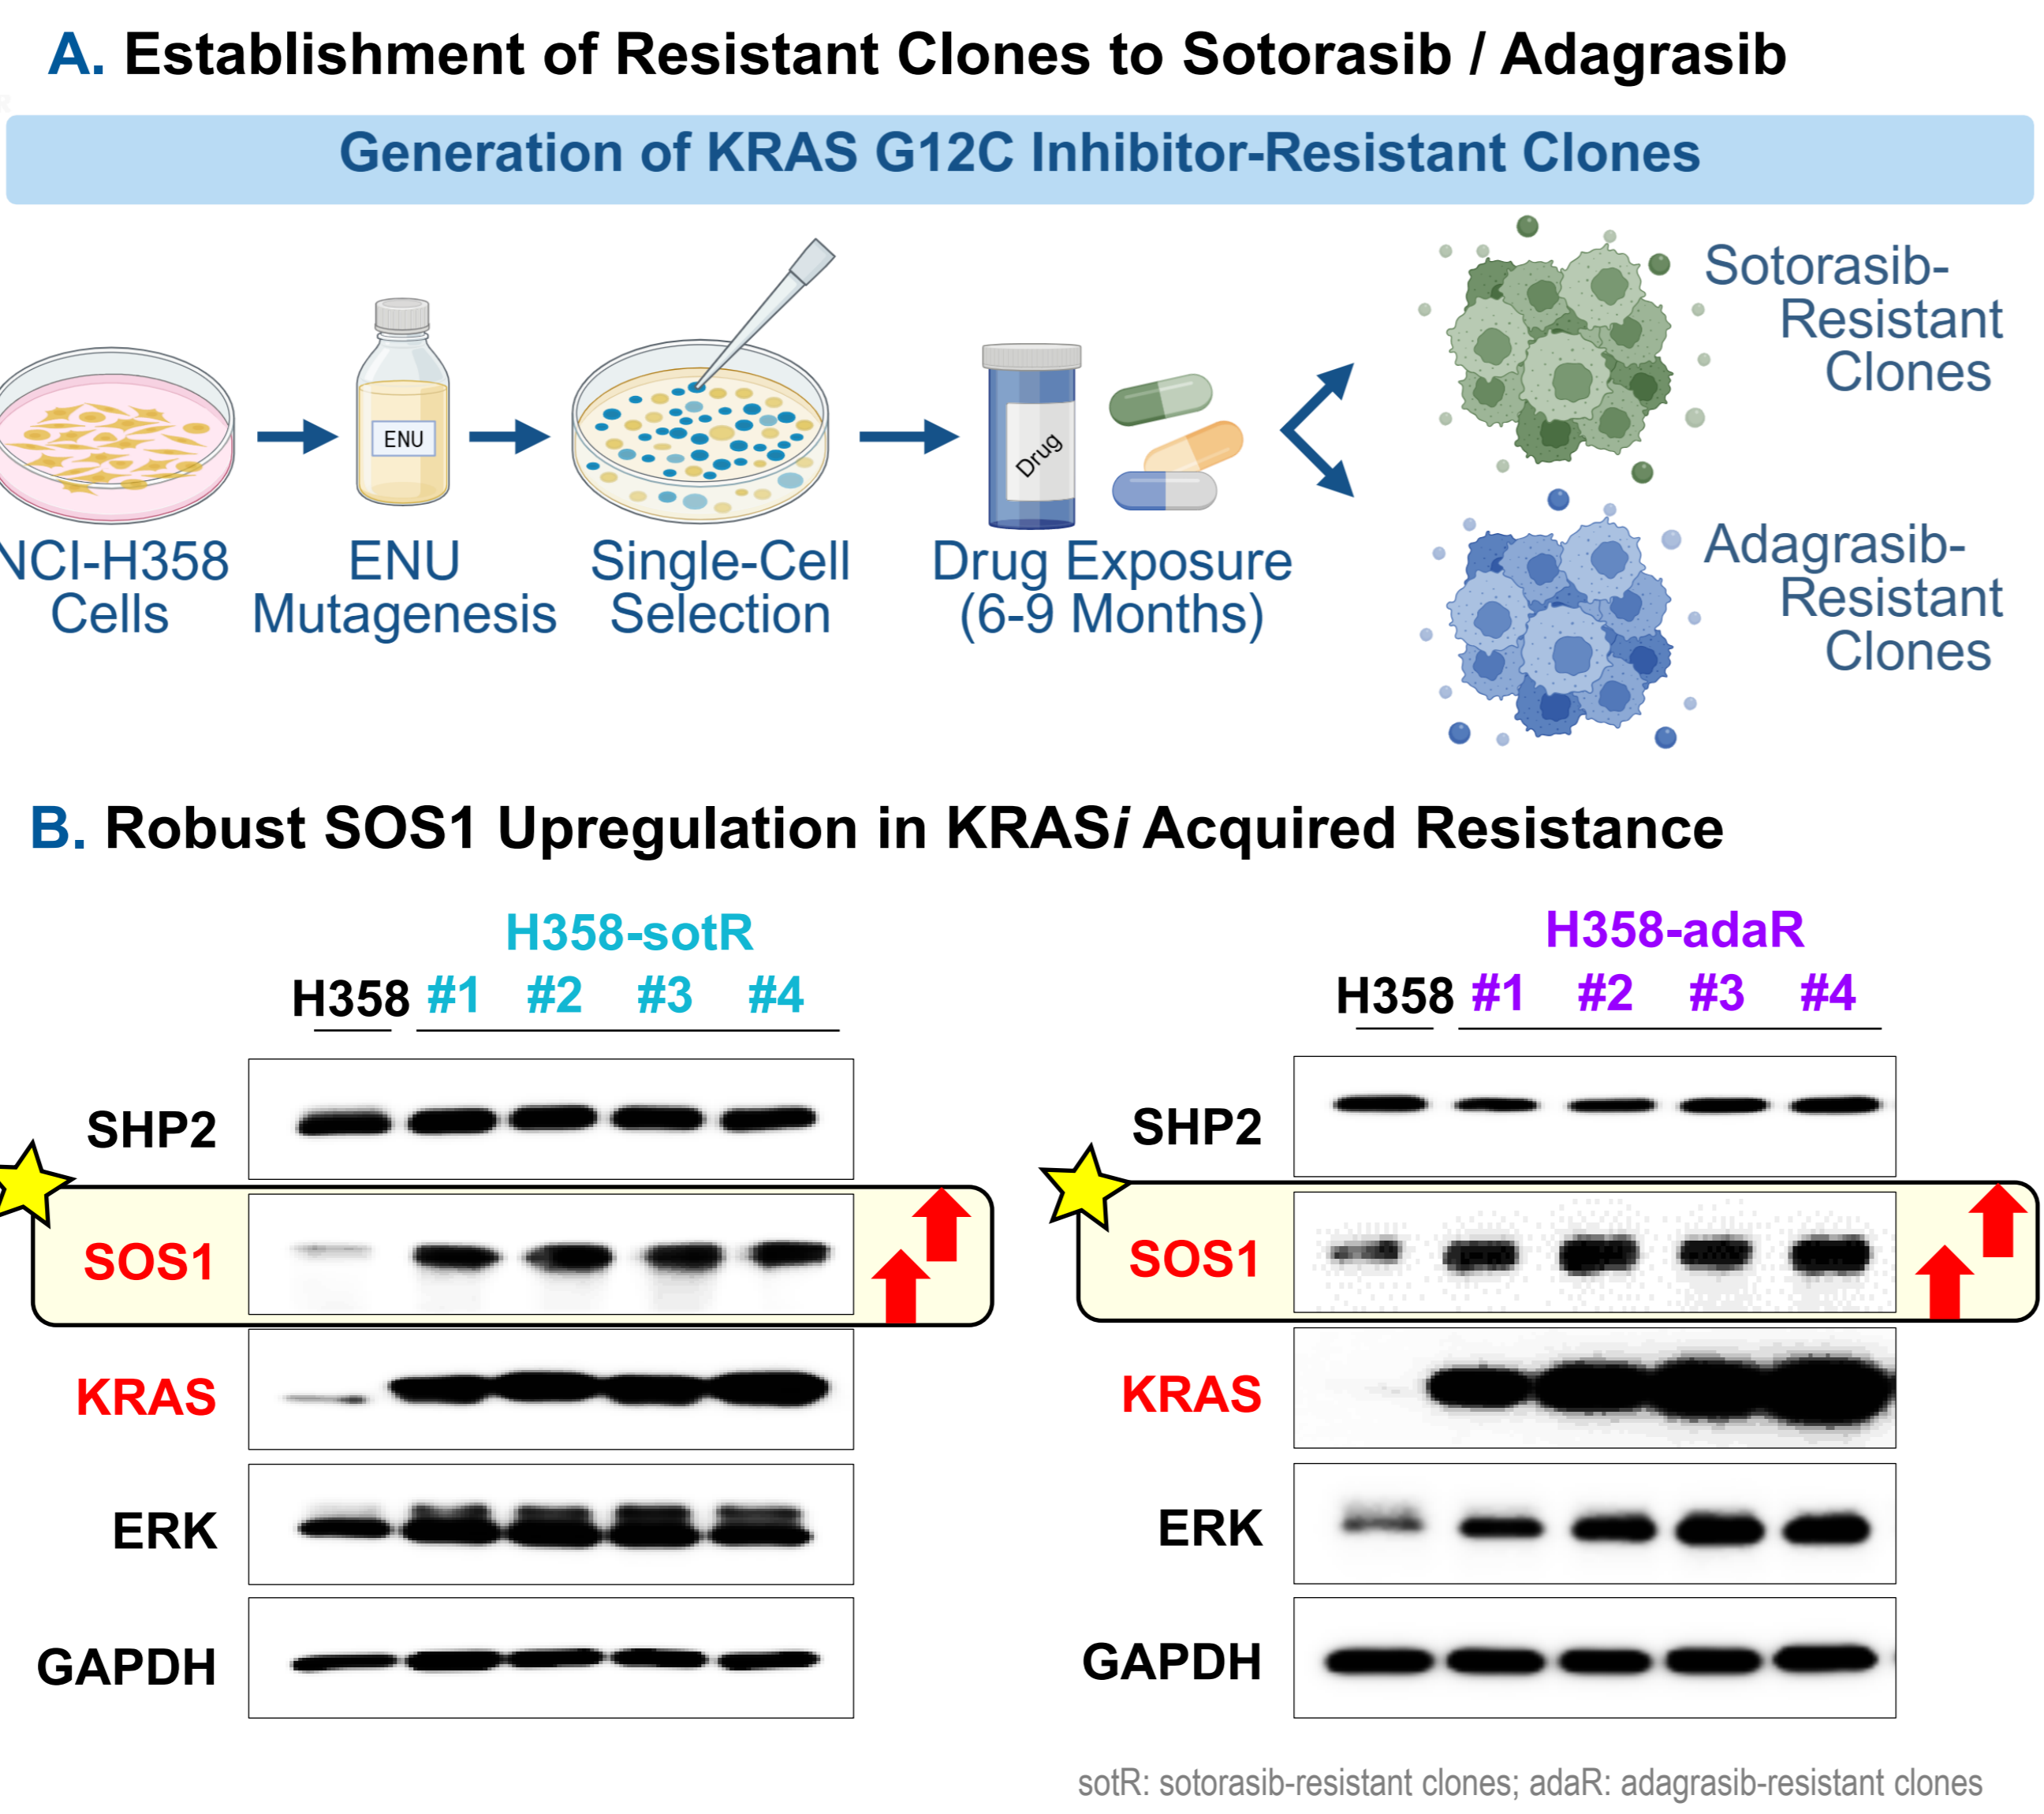 A. Establishment of Resistant Clones to Sotorasib / Adagrasib
Generation of KRAS G12C Inhibitor-Resistant Clones
ENU
Drug
NCI-H358
Cells
ENU
Mutagenesis
Single-Cell
Selection
Drug Exposure
(6-9 Months)
Sotorasib-
Resistant
Clones
Adagrasib-
Resistant
Clones
B. Robust SOS1 Upregulation in KRASi Acquired Resistance
H358-sotR
H358 #1 #2 #3 #4
SHP2
SOS1
KRAS
ERK
GAPDH
H358-adaR
H358 #1 #2 #3 #4
SHP2
SOS1
KRAS
ERK
GAPDH
sotR: sotorasib-resistant clones; adaR: adagrasib-resistant clones